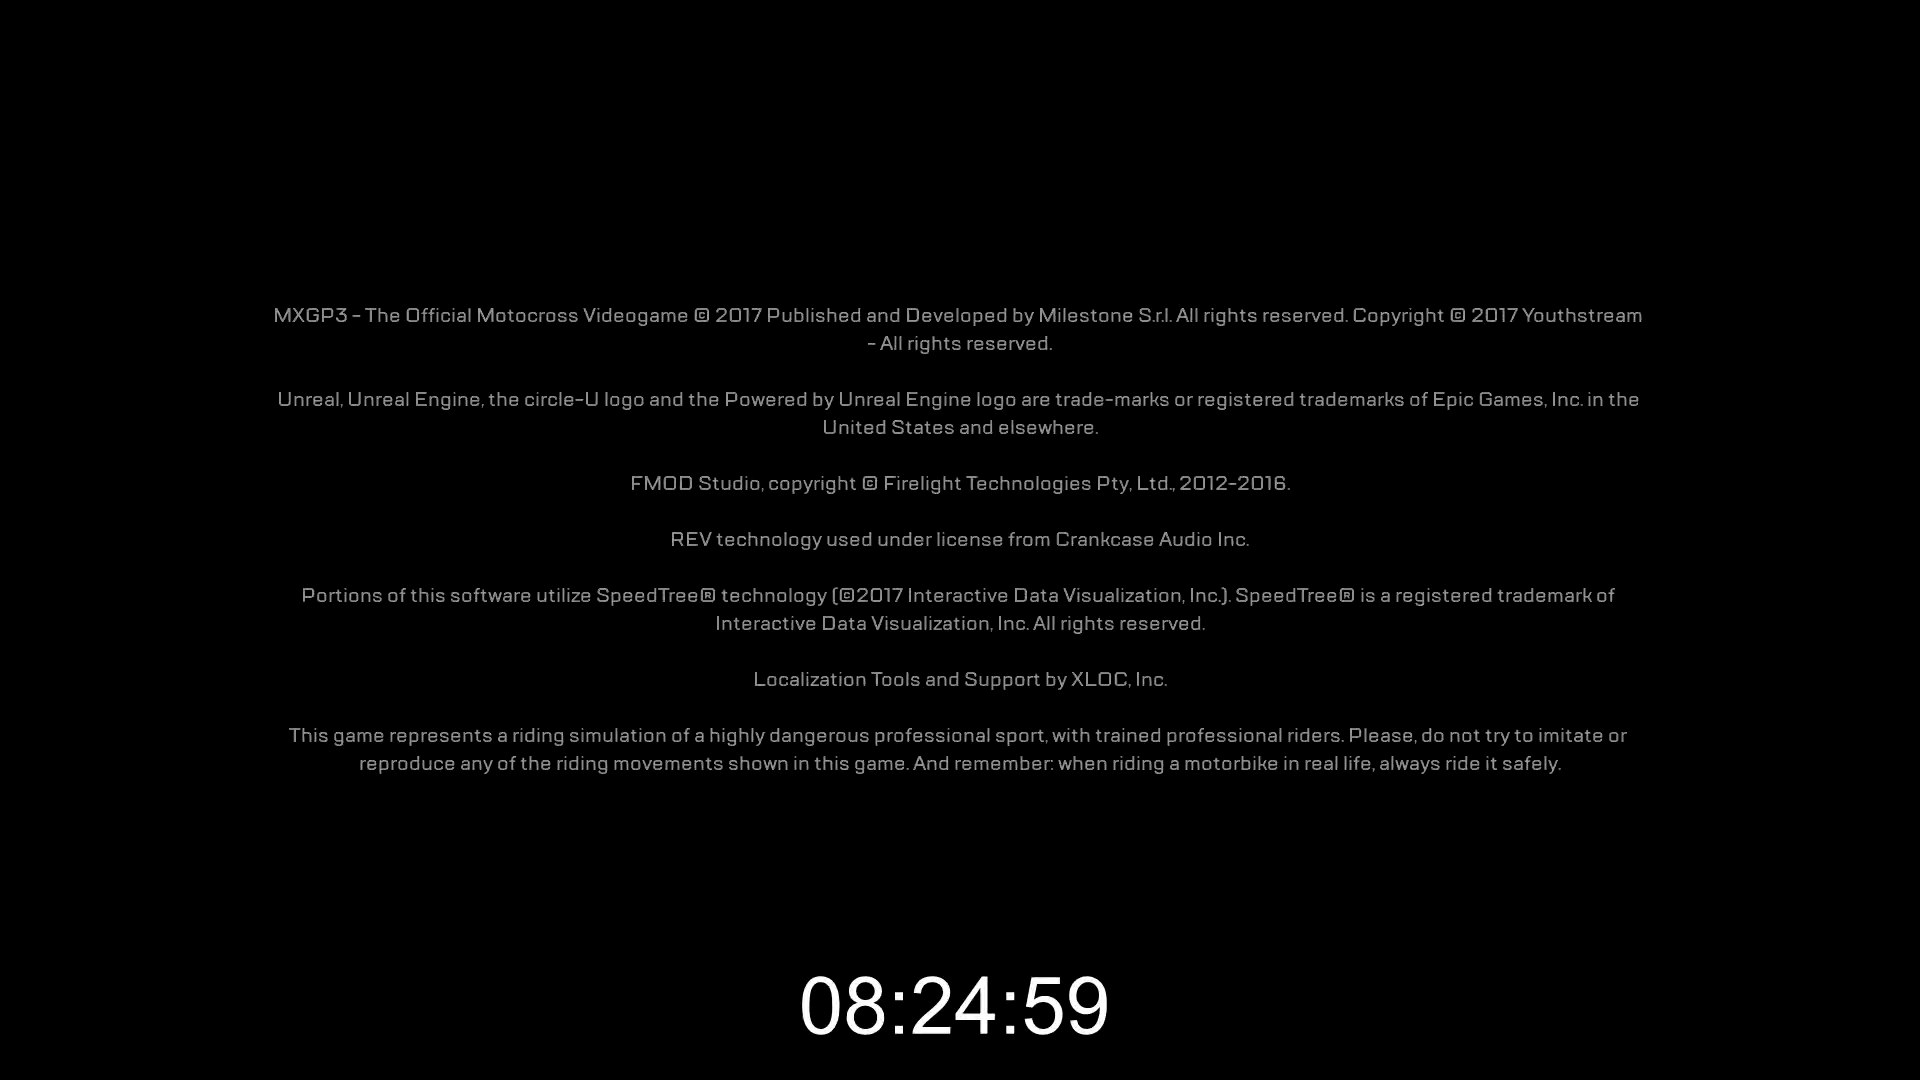 MXGP3 - The Official Motocross Videogame © 2017 Published and Developed by Milestone S.r.l. All rights reserved. Copyright © 2017 Youthstream
- All rights reserved.
Unreal, Unreal Engine, the circle-U logo and the Powered by Unreal Engine logo are trade-marks or registered trademarks of Epic Games, Inc. in the
United States and elsewhere.
FMOD Studio, copyright © Firelight Technologies Pty, Ltd., 2012-2016.
REV technology used under license from Crankcase Audio Inc.
Portions of this software utilize SpeedTree® technology (©2017 Interactive Data Visualization, Inc.). SpeedTree® is a registered trademark of
Interactive Data Visualization, Inc. All rights reserved.
Localization Tools and Support by XLOC, Inc.
This game represents a riding simulation of a highly dangerous professional sport, with trained professional riders. Please, do not try to imitate or
reproduce any of the riding movements shown in this game. And remember: when riding a motorbike in real life, always ride it safely.
08:24:59